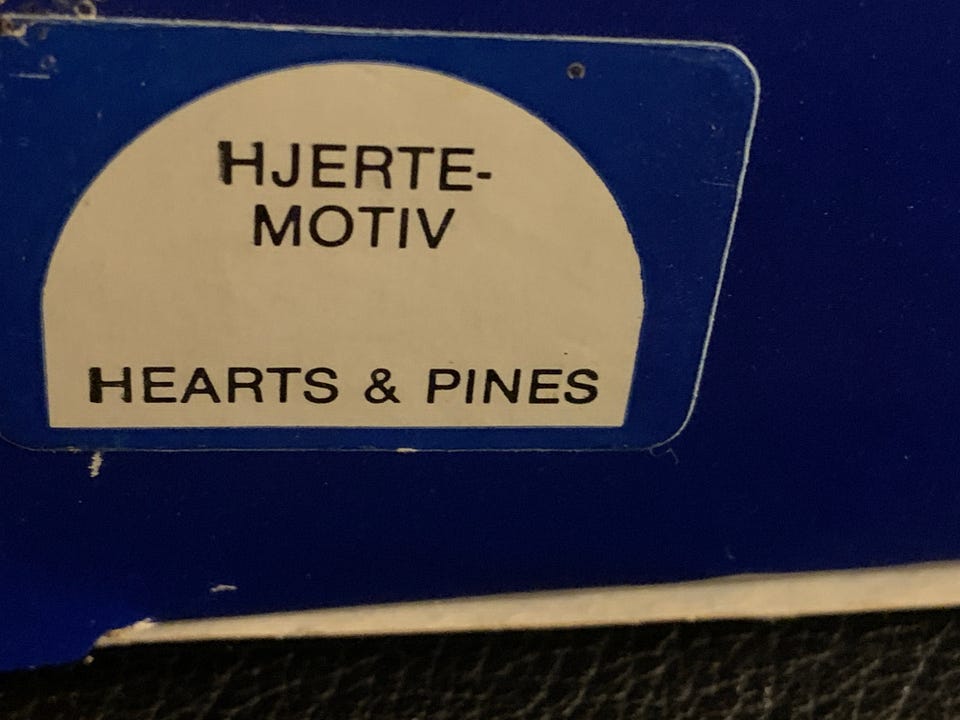 HJERTE-
MOTIV
HEARTS & PINES